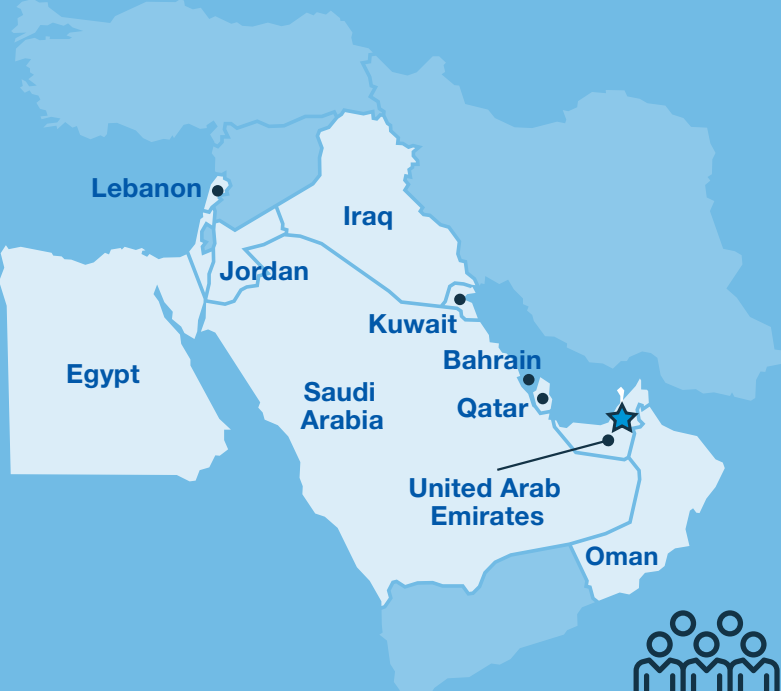 Lebanon
Iraq
Jordan
Kuwait
Egypt
Bahrain
Saudi
Arabia
Qatar
United Arab
Emirates
Oman